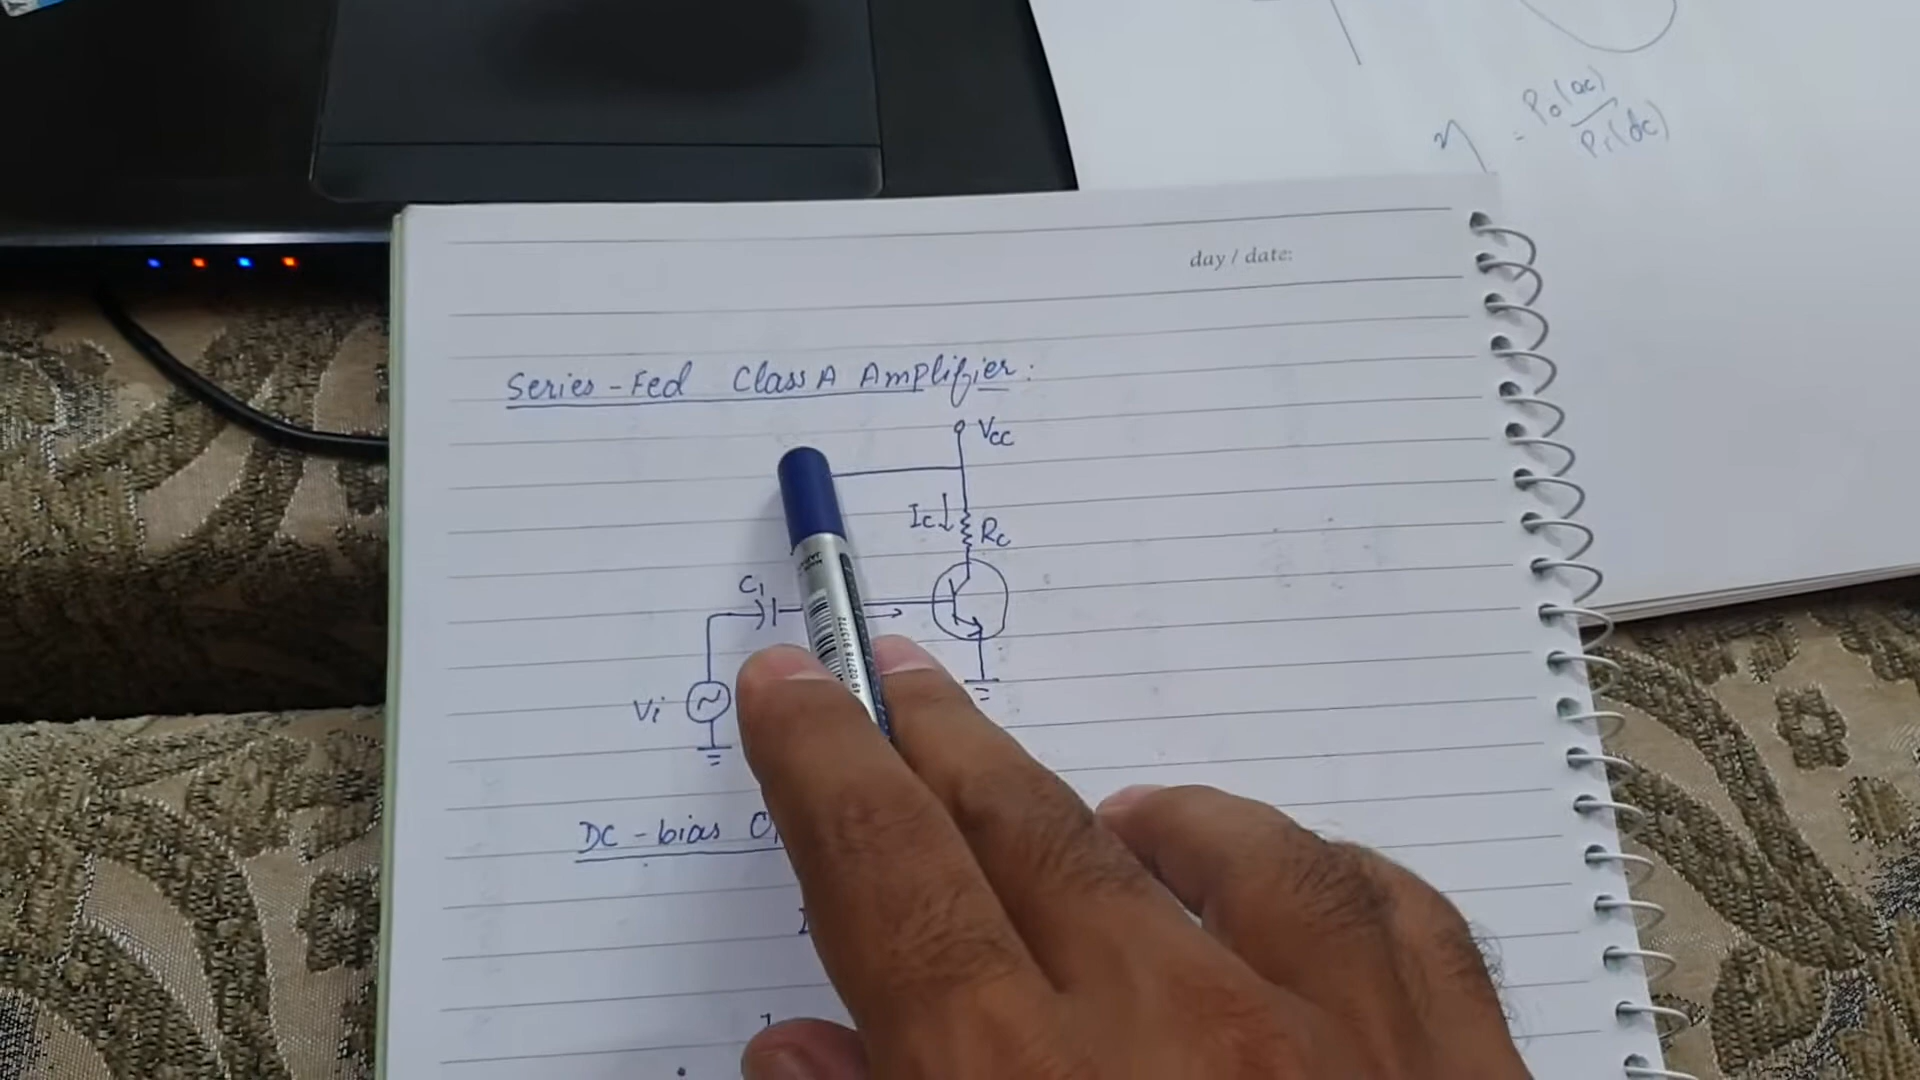 η = Po(ac)
Pi(dc)
day / date:
Series-Fed Class A Amplifier:
Vcc
Ic
Rc
C1
Vi
DC-bias